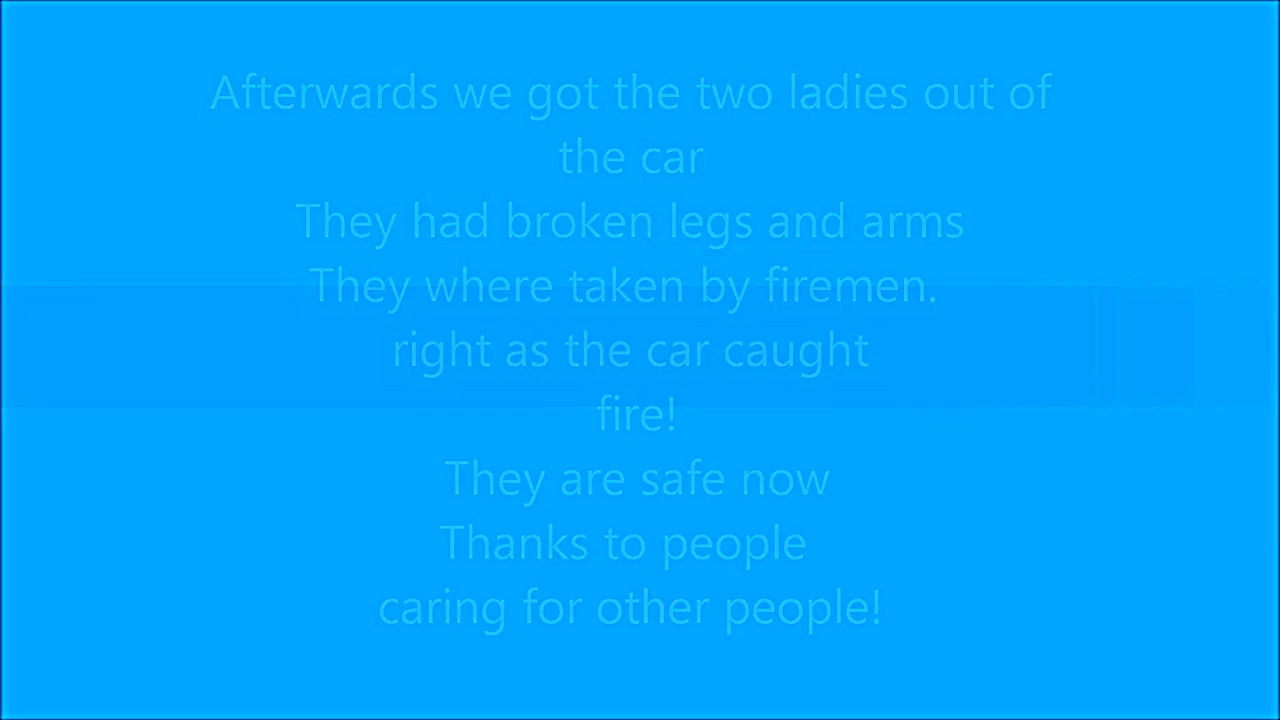 Afterwards we got the two ladies out of
the car
They had broken legs and arms
They where taken by firemen.
right as the car caught
fire!
They are safe now
Thanks to people
caring for other people!